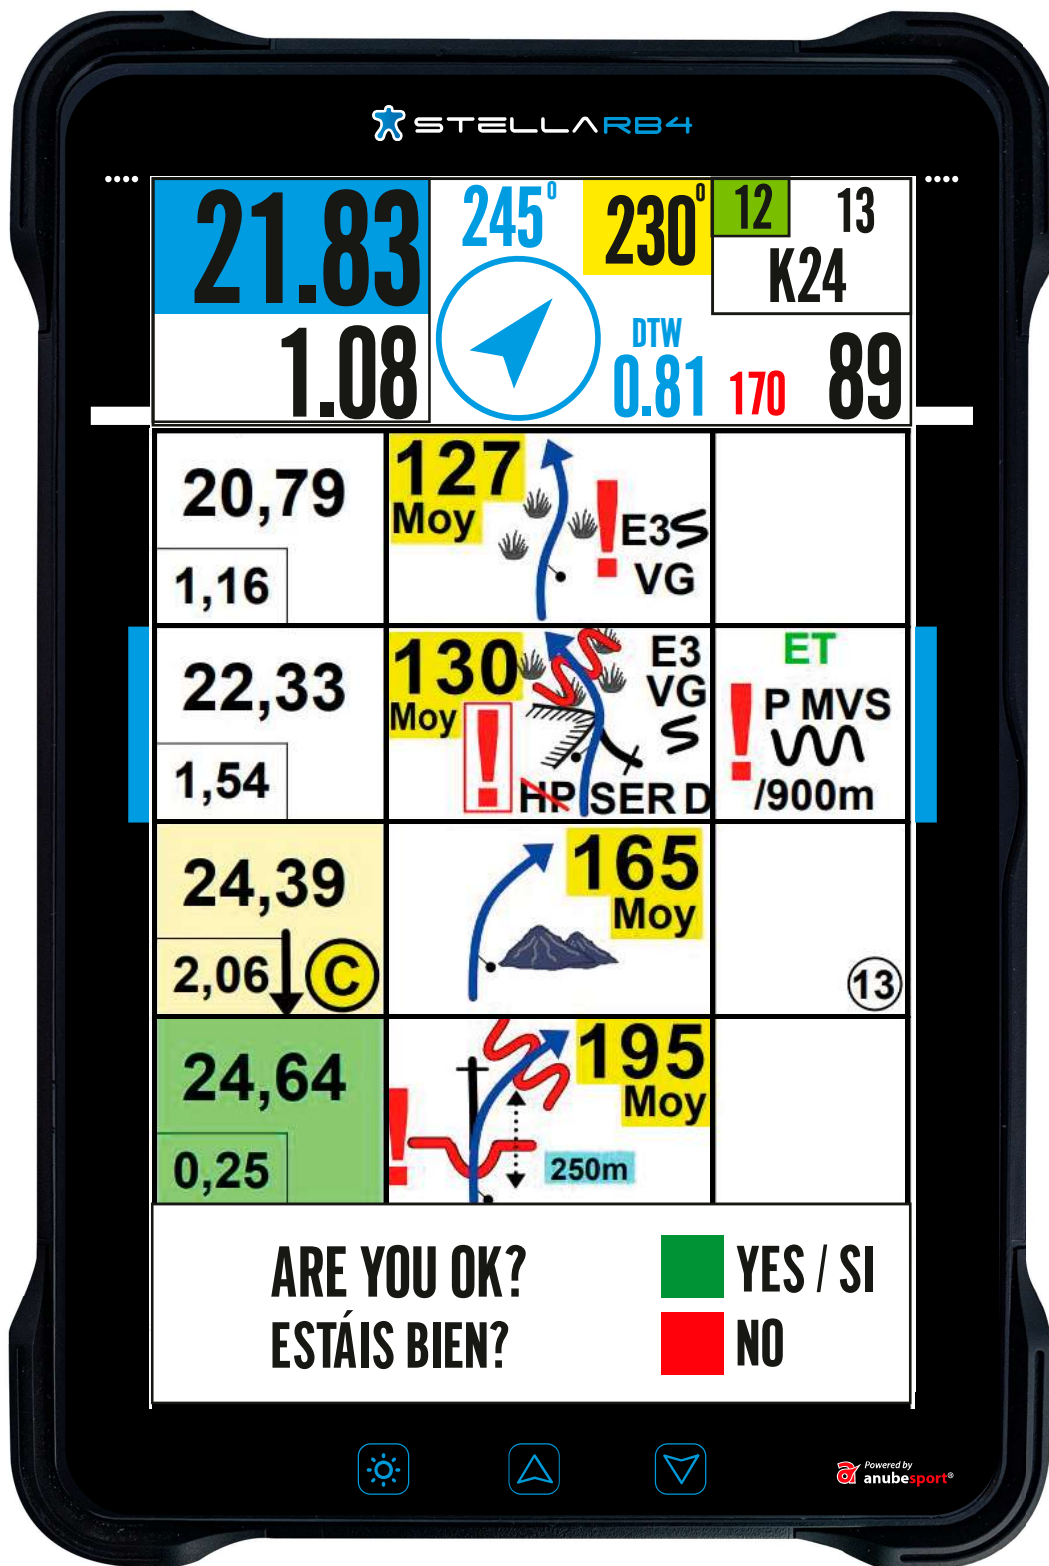 STELLA RB4
21.83
245°
230°
12
13
K24
1.08
DTW
0.81
170
89
20,79
1,16
127
Moy
E3
VG
22,33
1,54
130
Moy
E3
VG
HP SER D
ET
P MVS
/900m
24,39
2,06
C
165
Moy
13
24,64
0,25
195
Moy
250m
ARE YOU OK?
YES / SI
ESTÁIS BIEN?
NO
Powered by
anubesport®